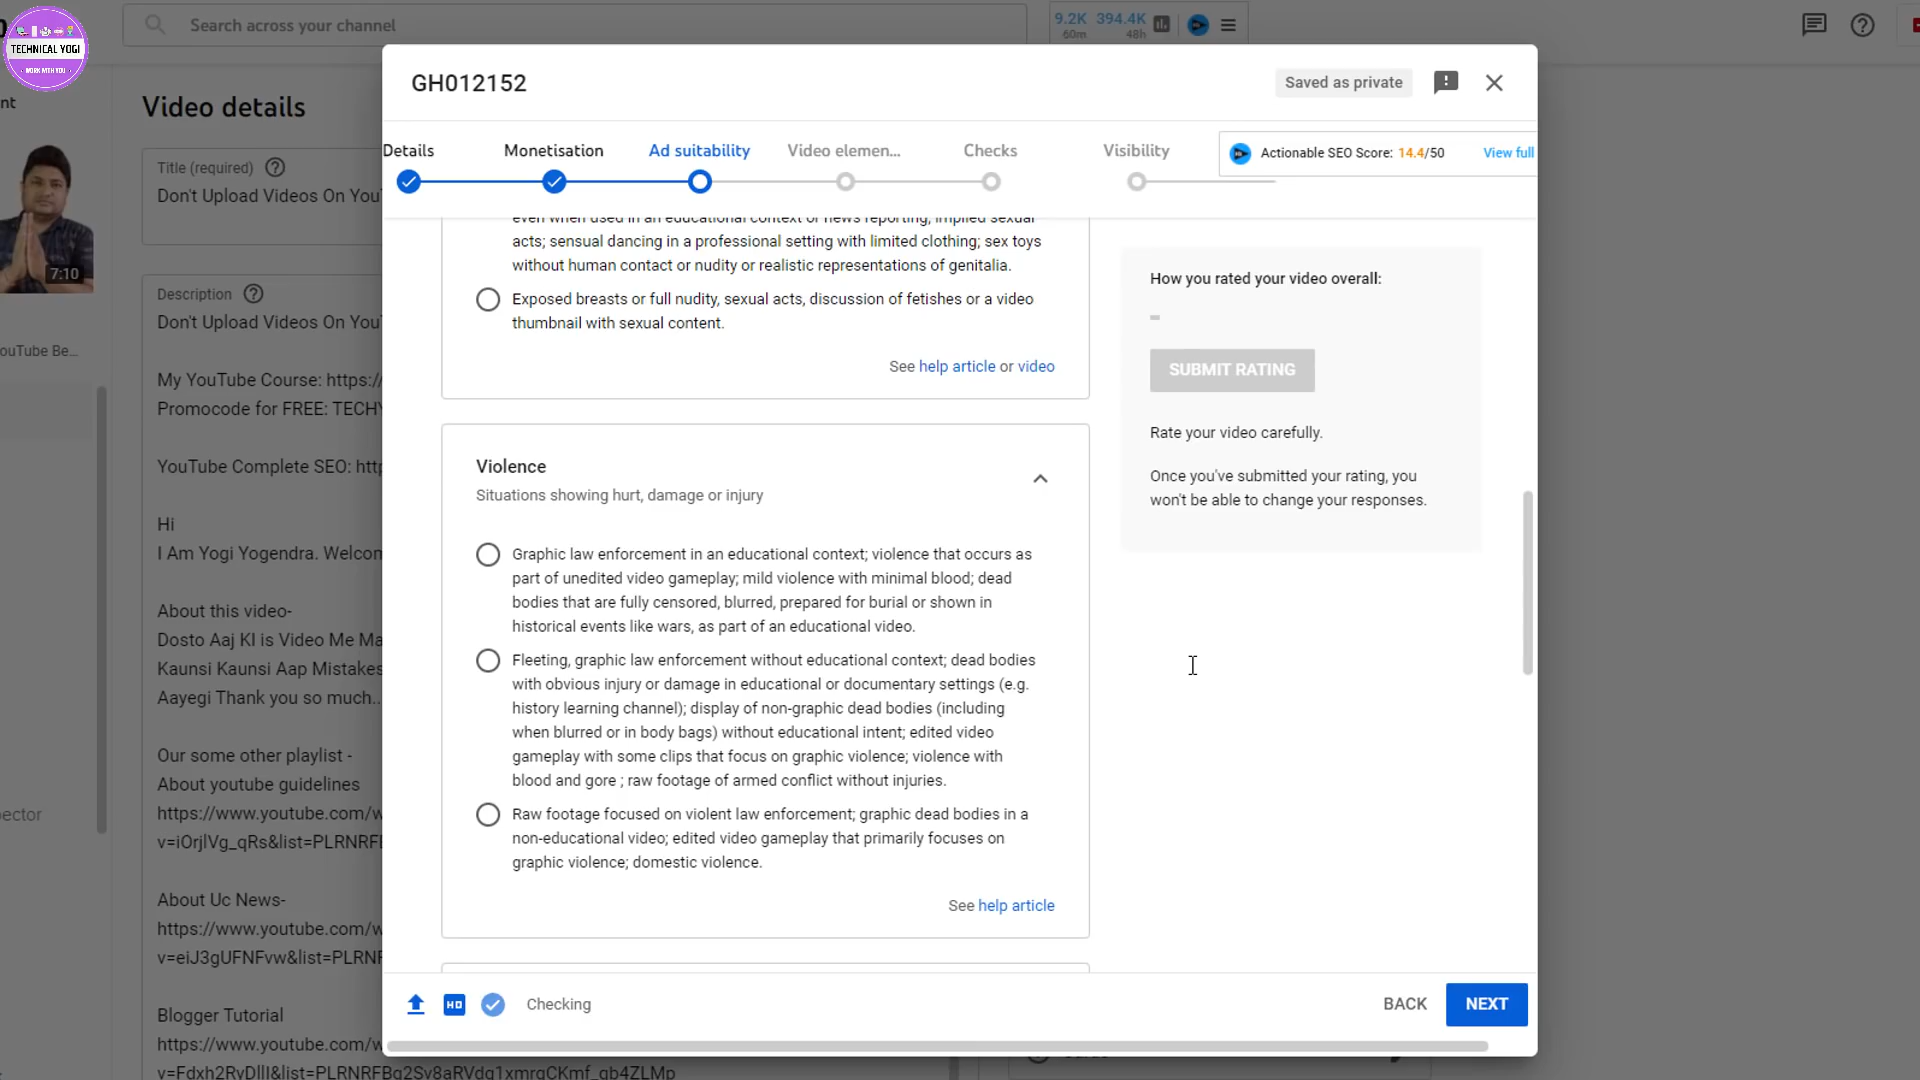 Search across your channel
9.2K 394.4K
60m 48h
TECHNICAL YOGI
- WORK WITH YOU -
nt
7:10
ouTube Be...
ector
Video details
Title (required)
Don't Upload Videos On You
Description
Don't Upload Videos On You
My YouTube Course: https://
Promocode for FREE: TECHY
YouTube Complete SEO: http
Hi
I Am Yogi Yogendra. Welcom
About this video-
Dosto Aaj KI is Video Me Ma
Kaunsi Kaunsi Aap Mistakes
Aayegi Thank you so much..
Our some other playlist -
About youtube guidelines
https://www.youtube.com/w
v=iOrjlVg_qRs&list=PLRNRFB
About Uc News-
https://www.youtube.com/w
v=eiJ3gUFNFvw&list=PLRNF
Blogger Tutorial
https://www.youtube.com/w
GH012152
Saved as private
Details
Monetisation
Ad suitability
Video elemen...
Checks
Visibility
Actionable SEO Score: 14.4/50
View full
even when used in an educational context or news reporting; implied sexual
acts; sensual dancing in a professional setting with limited clothing; sex toys
without human contact or nudity or realistic representations of genitalia.
Exposed breasts or full nudity, sexual acts, discussion of fetishes or a video
thumbnail with sexual content.
See help article or video
Violence
Situations showing hurt, damage or injury
Graphic law enforcement in an educational context; violence that occurs as
part of unedited video gameplay; mild violence with minimal blood; dead
bodies that are fully censored, blurred, prepared for burial or shown in
historical events like wars, as part of an educational video.
Fleeting, graphic law enforcement without educational context; dead bodies
with obvious injury or damage in educational or documentary settings (e.g.
history learning channel); display of non-graphic dead bodies (including
when blurred or in body bags) without educational intent; edited video
gameplay with some clips that focus on graphic violence; violence with
blood and gore ; raw footage of armed conflict without injuries.
Raw footage focused on violent law enforcement; graphic dead bodies in a
non-educational video; edited video gameplay that primarily focuses on
graphic violence; domestic violence.
See help article
How you rated your video overall:
-
SUBMIT RATING
Rate your video carefully.
Once you've submitted your rating, you
won't be able to change your responses.
HD
Checking
BACK
NEXT